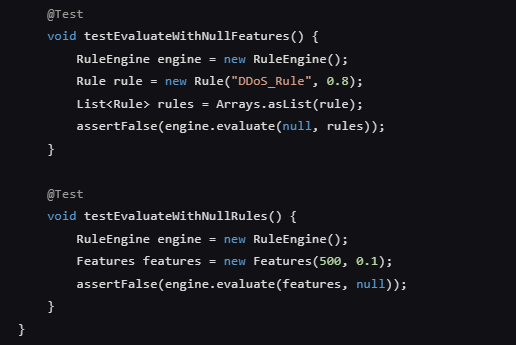 @Test
void testEvaluateWithNullFeatures() {
RuleEngine engine = new RuleEngine();
Rule rule = new Rule("DDoS_Rule", 0.8);
List<Rule> rules = Arrays.asList(rule);
assertFalse(engine.evaluate(null, rules));
}
@Test
void testEvaluateWithNullRules() {
RuleEngine engine = new RuleEngine();
Features features = new Features(500, 0.1);
assertFalse(engine.evaluate(features, null));
}
}